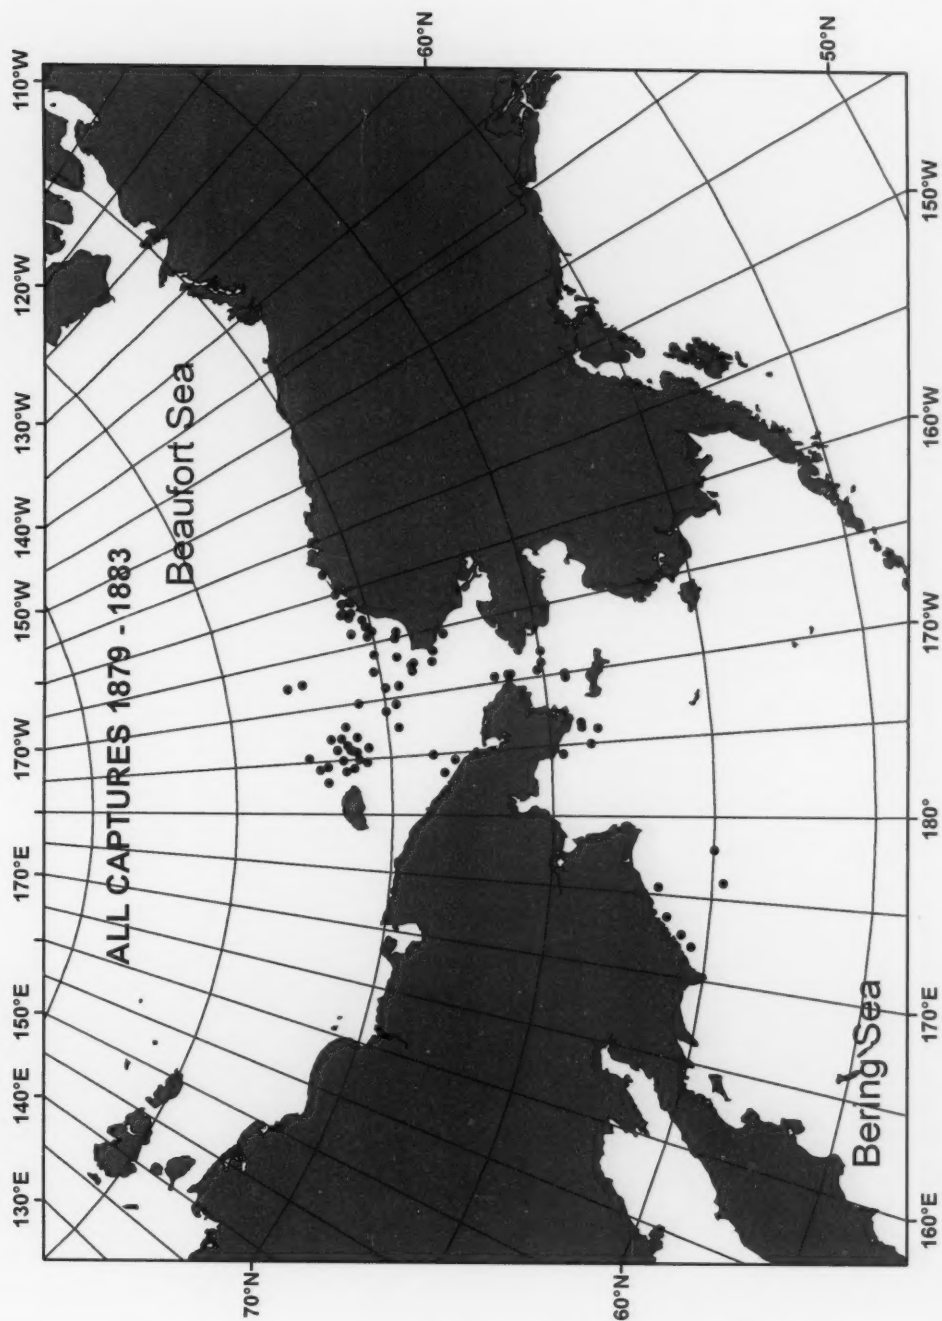 130°E 140°E 150°E 170°E 170°W 150°W 140°W 130°W 120°W 110°W
ALL CAPTURES 1879 - 1883
Beaufort Sea
70°N
60°N
60°N
50°N
Bering Sea
160°E 170°E 180° 170°W 160°W 150°W